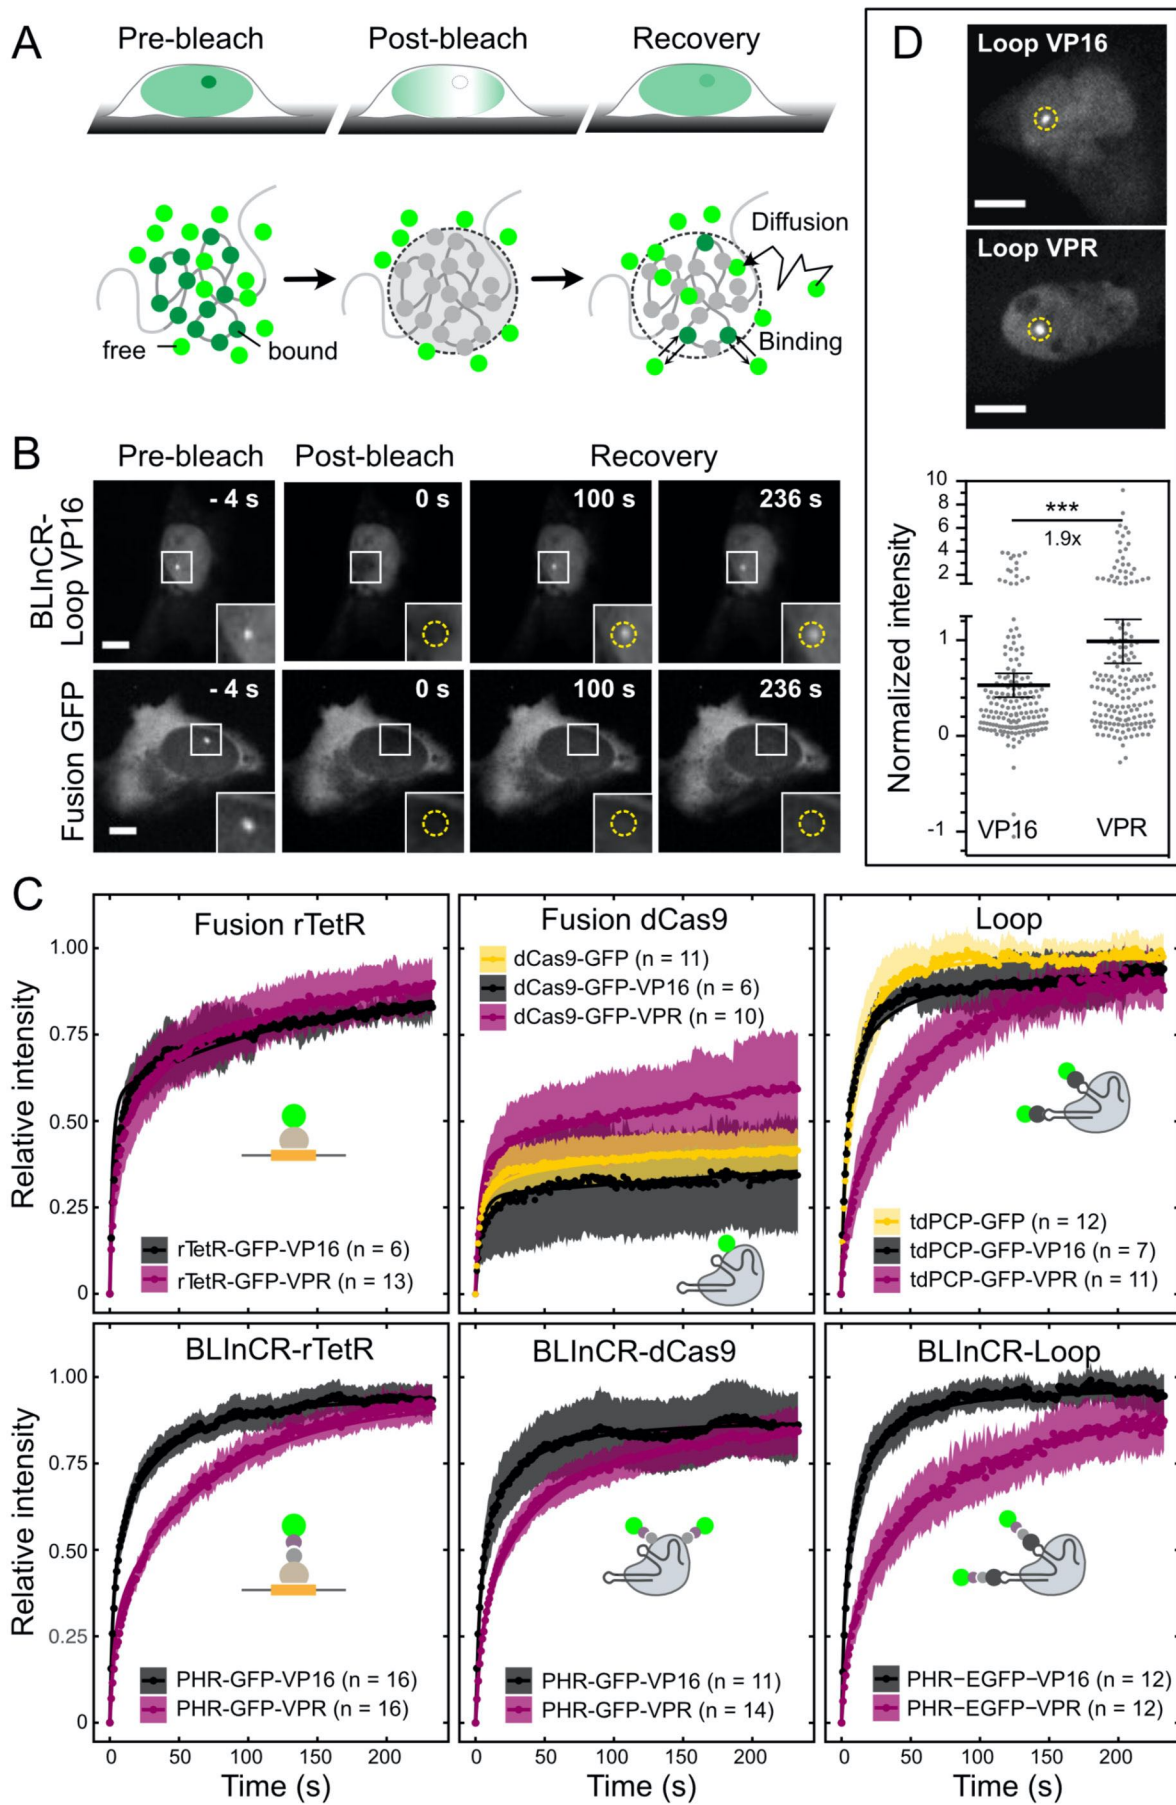 A
Pre-bleach
Post-bleach
Recovery
free
bound
Diffusion
Binding
B
Pre-bleach
Post-bleach
Recovery
BLInCR-
Loop VP16
- 4 s
0 s
100 s
236 s
Fusion GFP
- 4 s
0 s
100 s
236 s
D
Loop VP16
Loop VPR
Normalized intensity
10
8
6
4
2
1
0
-1
***
1.9x
VP16
VPR
C
Relative intensity
1.00
0.75
0.50
0.25
0
Fusion rTetR
rTetR-GFP-VP16 (n = 6)
rTetR-GFP-VPR (n = 13)
Fusion dCas9
dCas9-GFP (n = 11)
dCas9-GFP-VP16 (n = 6)
dCas9-GFP-VPR (n = 10)
Loop
tdPCP-GFP (n = 12)
tdPCP-GFP-VP16 (n = 7)
tdPCP-GFP-VPR (n = 11)
Relative intensity
1.00
0.75
0.50
0.25
0
BLInCR-rTetR
PHR-GFP-VP16 (n = 16)
PHR-GFP-VPR (n = 16)
0 50 100 150 200
Time (s)
BLInCR-dCas9
PHR-GFP-VP16 (n = 11)
PHR-GFP-VPR (n = 14)
0 50 100 150 200
Time (s)
BLInCR-Loop
PHR−EGFP−VP16 (n = 12)
PHR−EGFP−VPR (n = 12)
0 50 100 150 200
Time (s)